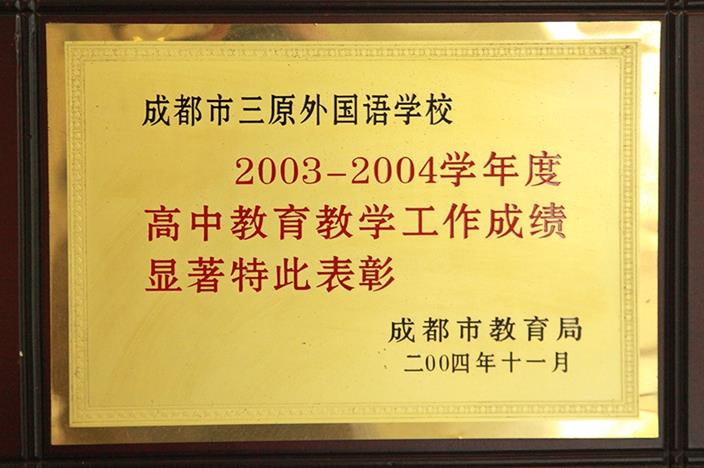 成都市三原外国语学校
2003-2004学年度
高中教育教学工作成绩
显著特此表彰
成都市教育局
二00四年十一月